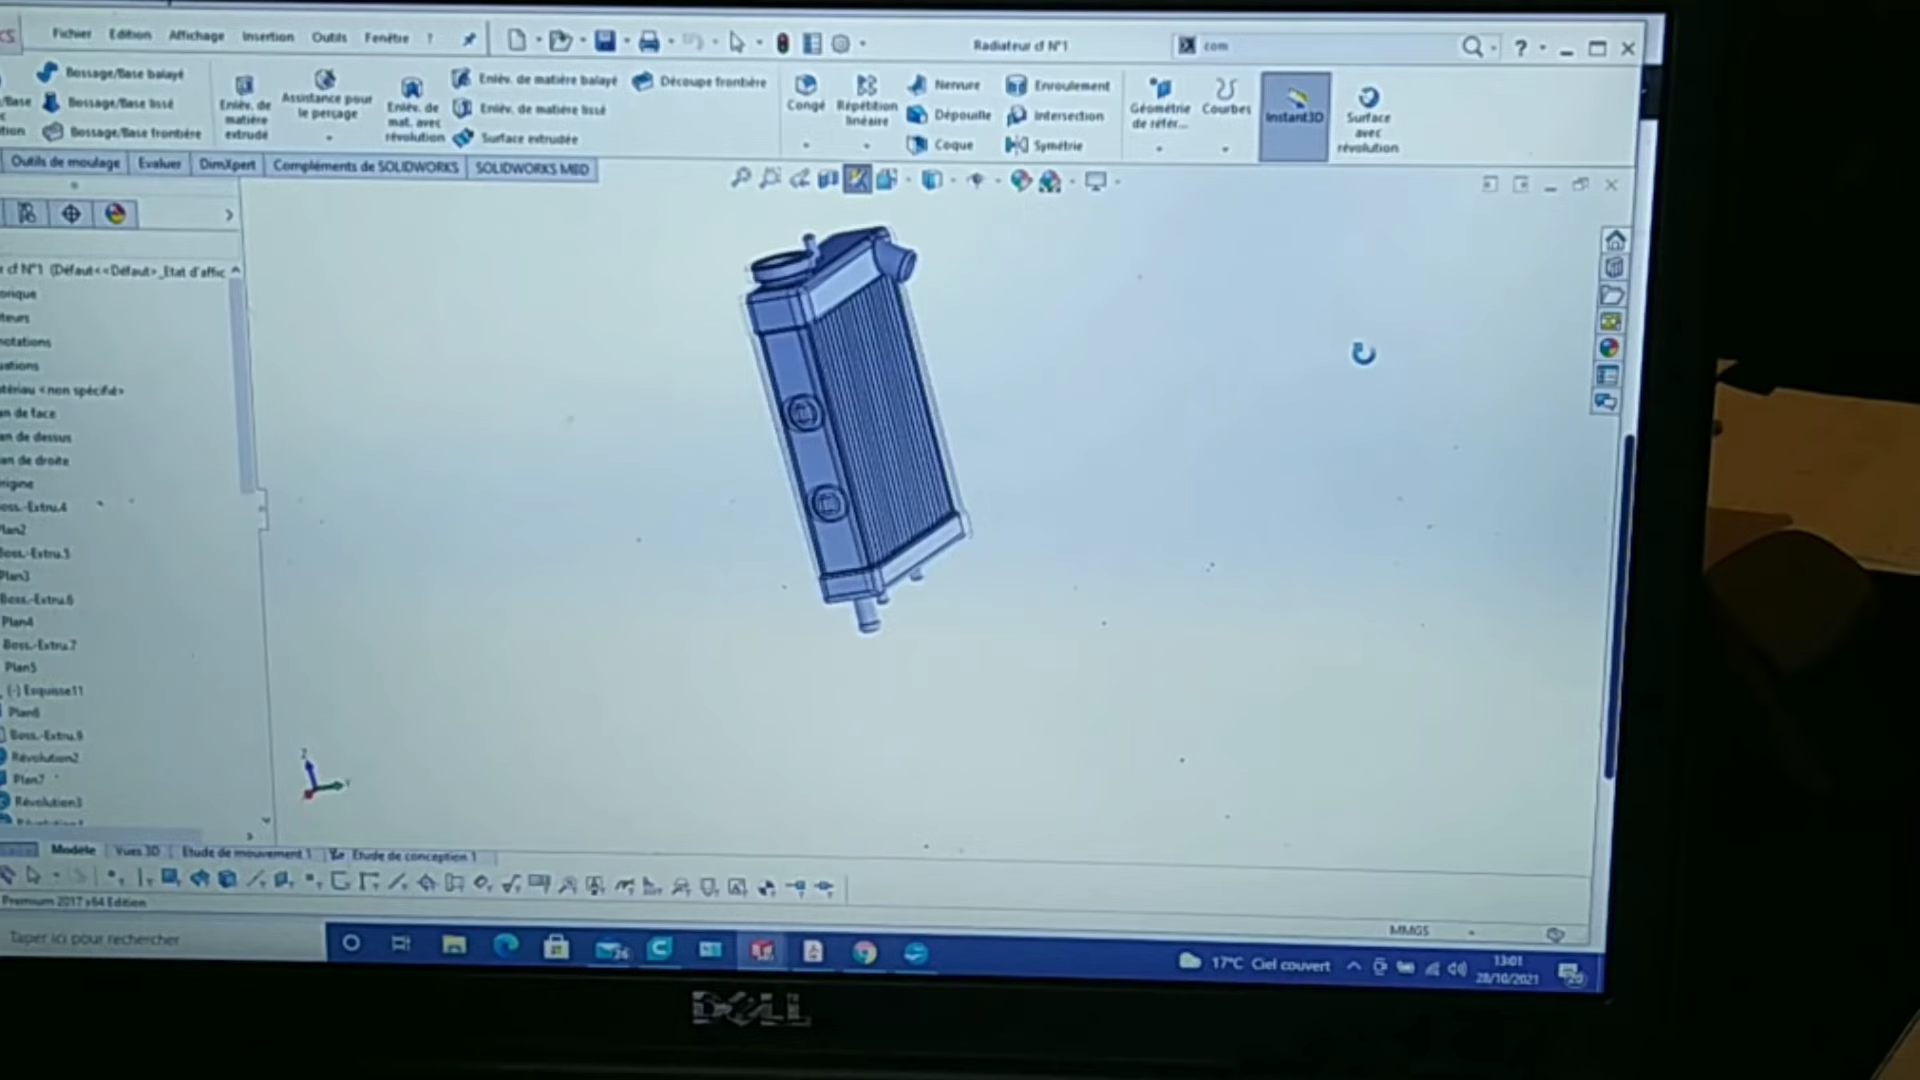 Fichier Edition Affichage Insertion Outils Fenêtre ?
Radiateur cf N°1
com
?
Bossage/Base balayé
Bossage/Base lissé
Bossage/Base frontière
Enlèv. de matière extrudé
Assistance pour le perçage
Enlèv. de mat. avec révolution
Enlèv. de matière balayé
Enlèv. de matière lissé
Surface extrudée
Découpe frontière
Congé
Répétition linéaire
Nervure
Dépouille
Coque
Enroulement
Intersection
Symétrie
Géométrie de référ...
Courbes
Instant3D
Surface avec révolution
Outils de moulage Evaluer DimXpert Compléments de SOLIDWORKS SOLIDWORKS MBD
r cf N°1 (Défaut<<Défaut>_Etat d'affic
orique
teurs
notations
uations
tériau <non spécifié>
an de face
an de dessus
an de droite
rigine
oss.-Extru.4
Plan2
Boss.-Extru.5
Plan3
Boss.-Extru.6
Plan4
Boss.-Extru.7
Plan5
(-) Esquisse11
Plan6
Boss.-Extru.9
Révolution2
Plan7
Révolution3
Z
Y
Modèle Vues 3D Etude de mouvement 1 Etude de conception 1
Premium 2017 x64 Edition
MMGS
Taper ici pour rechercher
26
17°C Ciel couvert
13:01
28/10/2021
20
DELL